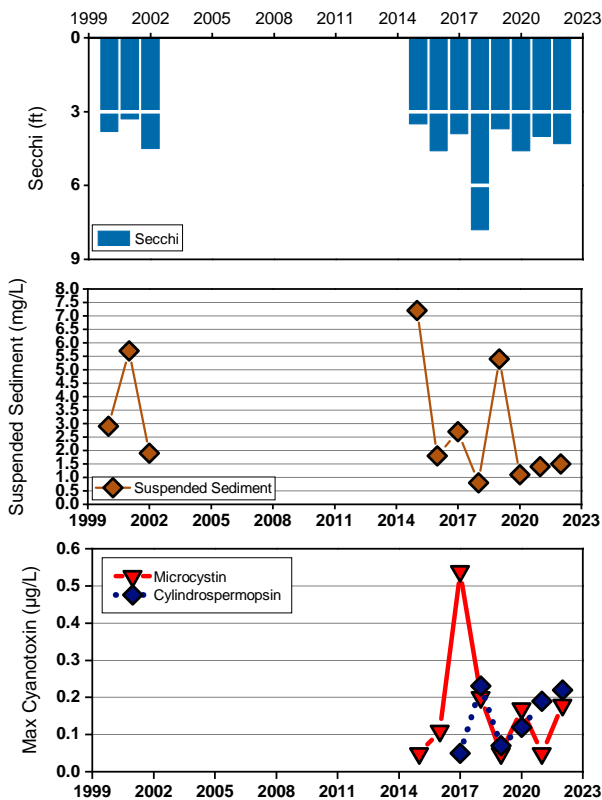 1999 2002 2005 2008 2011 2014 2017 2020 2023
0
3
6
9
Secchi (ft)
Secchi
8.0
7.5
7.0
6.5
6.0
5.5
5.0
4.5
4.0
3.5
3.0
2.5
2.0
1.5
1.0
0.5
0.0
Suspended Sediment (mg/L)
Suspended Sediment
1999 2002 2005 2008 2011 2014 2017 2020 2023
0.6
0.5
0.4
0.3
0.2
0.1
0.0
Max Cyanotoxin (µg/L)
Microcystin
Cylindrospermopsin
1999 2002 2005 2008 2011 2014 2017 2020 2023